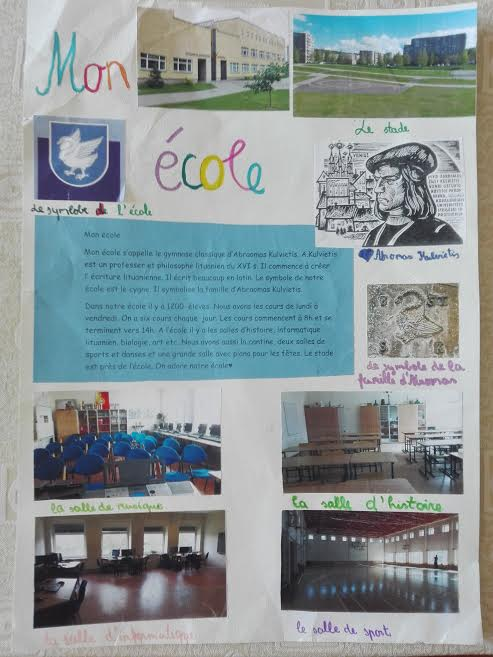 Mon
école
Le stade
Le symbole de L'école
Abraomas Kulvietis
Mon école
Mon école s'appelle le gymnase classique d'Abraomas Kulvietis. A.Kulvietis
est un professer et philosophe lituanien du XVI s. Il commence à créer
l' écriture lituanienne. Il écrit beaucoup en latin. Le symbole de notre
école est le cygne. Il symbolise la famille d'Abraomas Kulvietis.
Dans notre école il y a 1200 élèves. Nous avons les cours de lundi à
vendredi. On a six cours chaque jour. Les cours commencent à 8h et se
terminent vers 14h. A l'école il y a les salles d'histoire, informatique
lituanien, biologie, art etc. Nous avons aussi la cantine, deux salles de
sports et danses et une grande salle avec piano pour les fêtes. Le stade
est près de l'école. On adore notre école♥
Le symbole de la
famille d'Abraomas
la salle de musique
la salle d'histoire
la salle d'informatique
le salle de sport